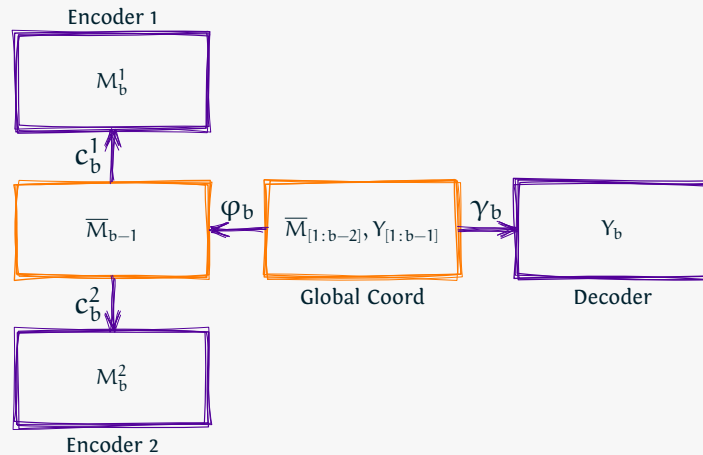 Encoder 1
M_b^1
c_b^1
M̅_{b−1}
φ_b
M̅_{[1:b−2]}, Y_{[1:b−1]}
γ_b
Y_b
Global Coord
Decoder
c_b^2
M_b^2
Encoder 2